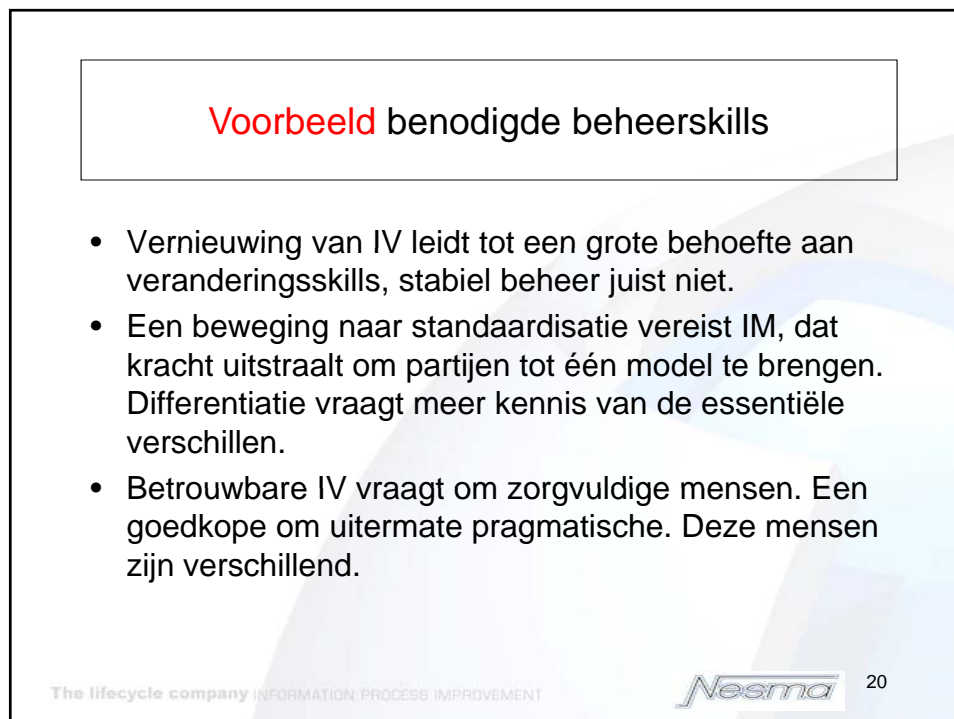 Voorbeeld benodigde beheerskills
• Vernieuwing van IV leidt tot een grote behoefte aan
veranderingsskills, stabiel beheer juist niet.
• Een beweging naar standaardisatie vereist IM, dat
kracht uitstraalt om partijen tot één model te brengen.
Differentiatie vraagt meer kennis van de essentiële
verschillen.
• Betrouwbare IV vraagt om zorgvuldige mensen. Een
goedkope om uitermate pragmatische. Deze mensen
zijn verschillend.
The lifecycle company INFORMATION PROCESS IMPROVEMENT
Nesma
20